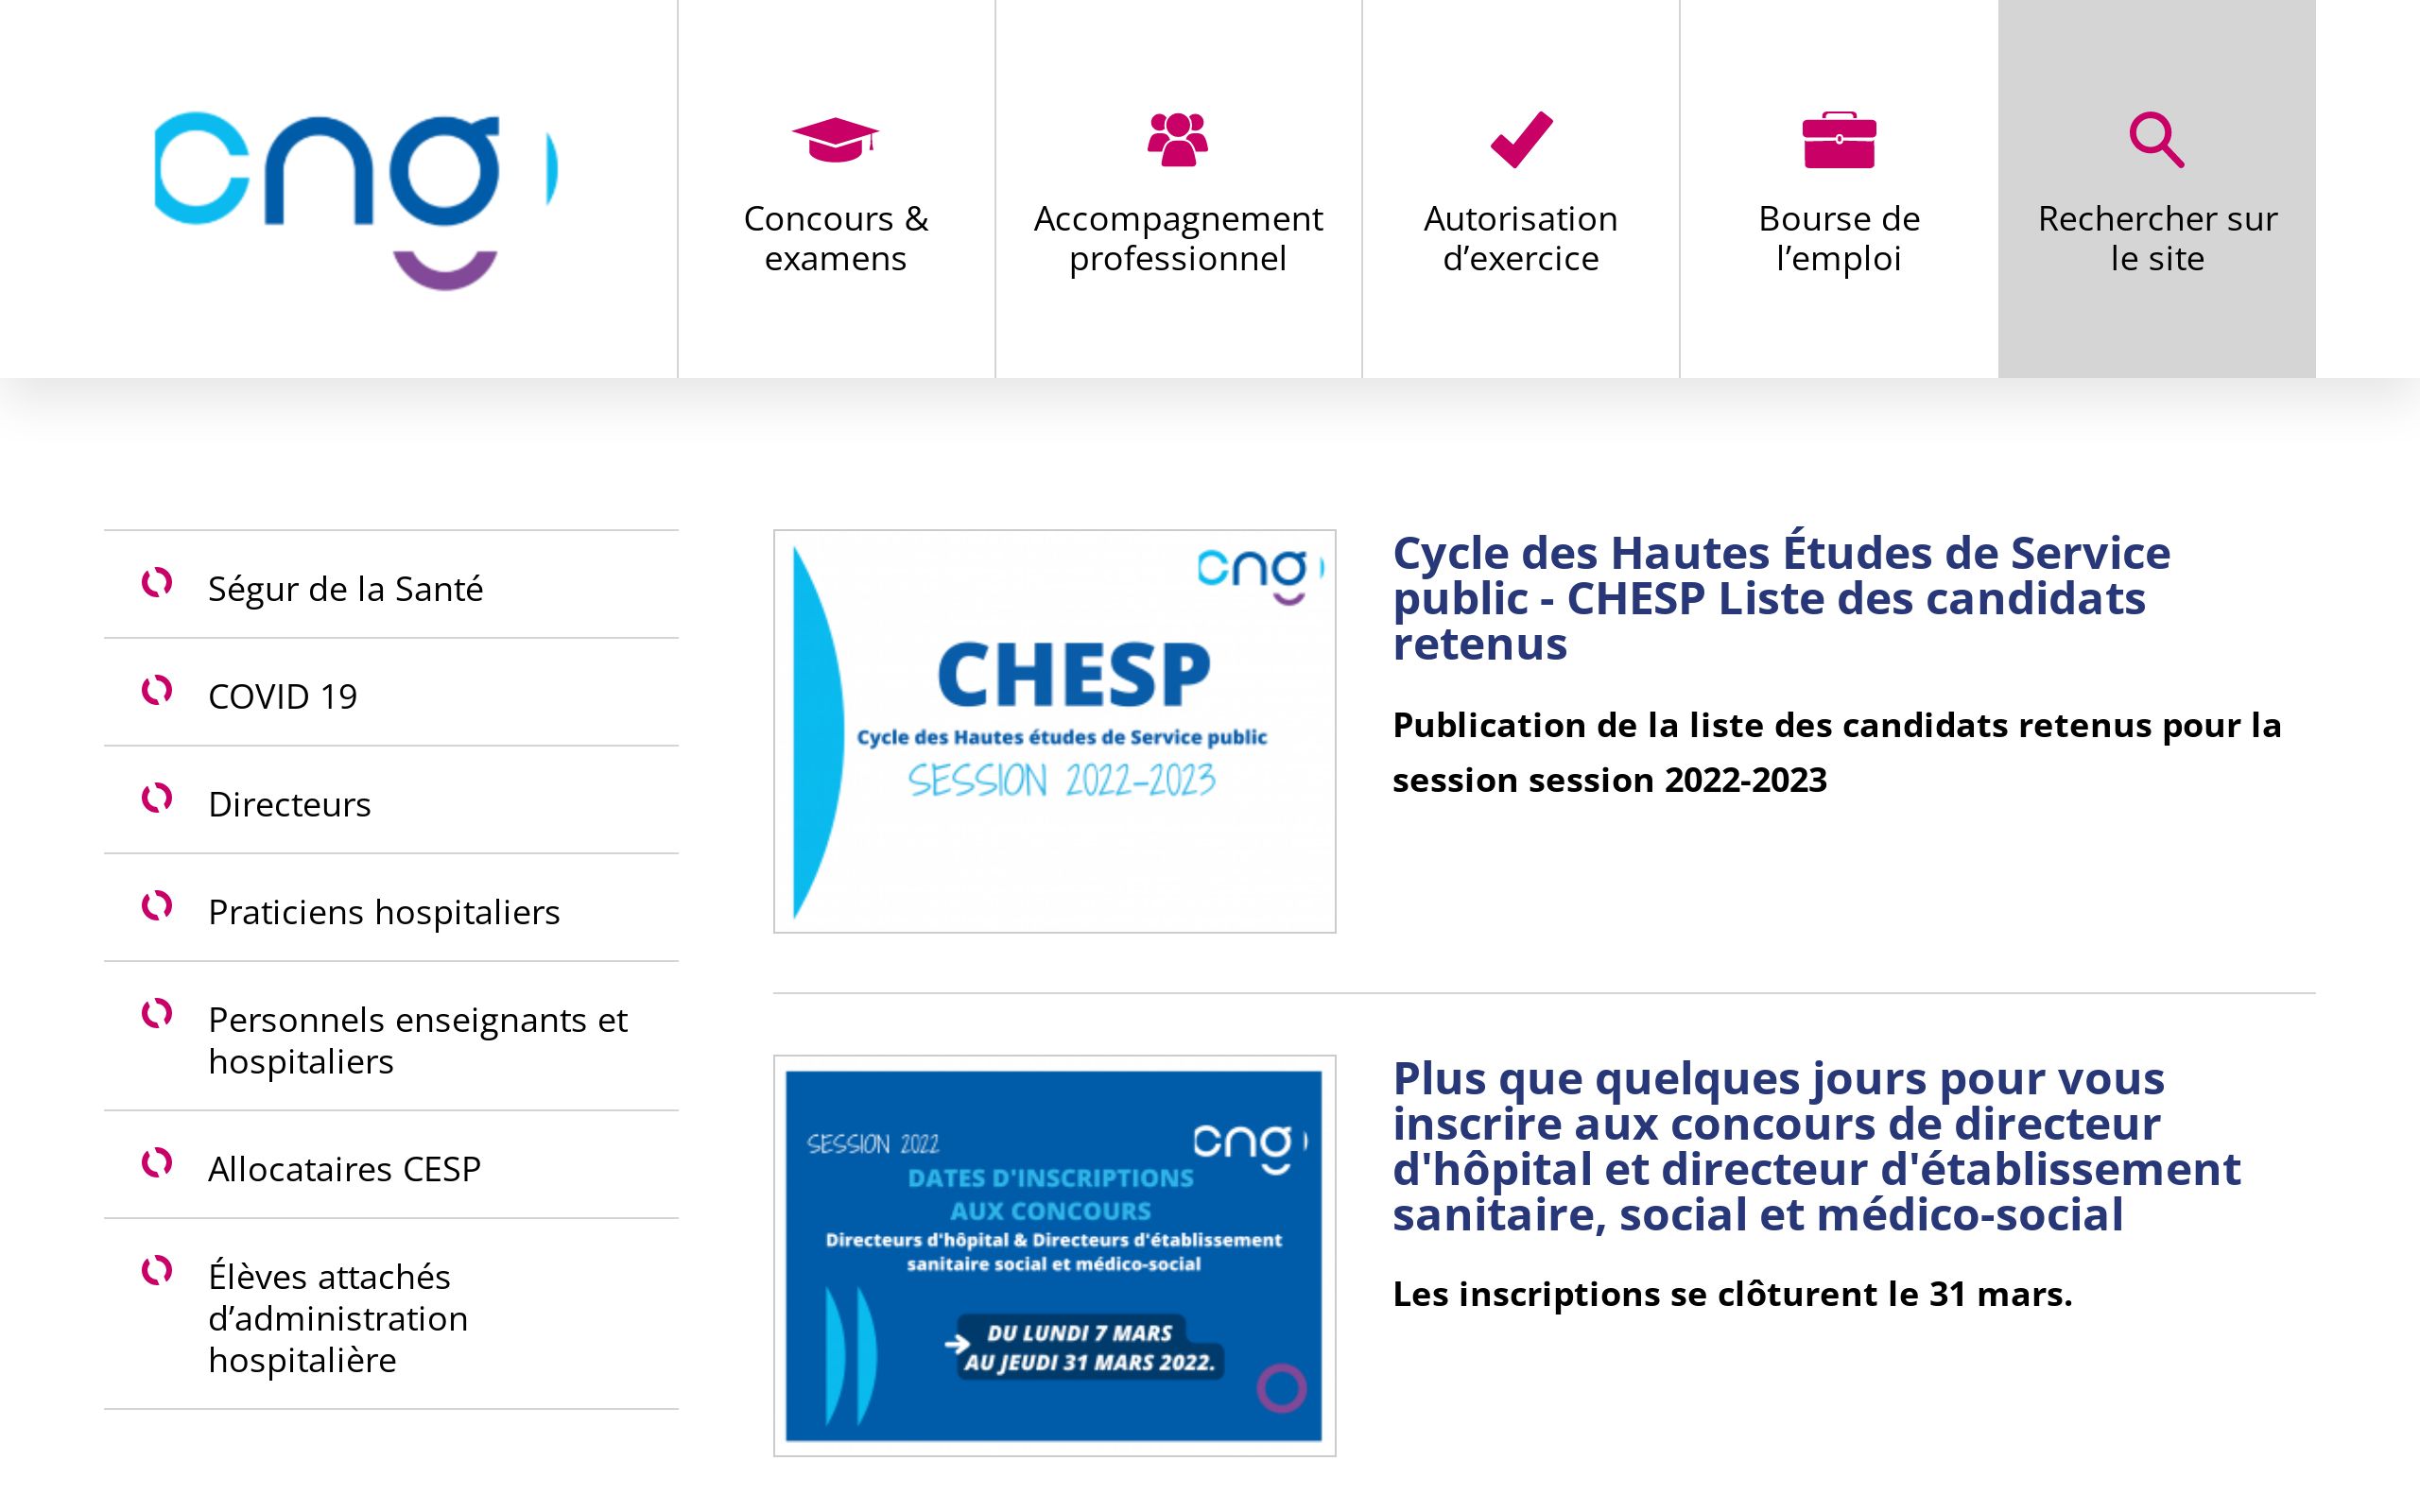 cng
Concours &
examens
Accompagnement
professionnel
Autorisation
d’exercice
Bourse de
l’emploi
Rechercher sur
le site
Ségur de la Santé
COVID 19
Directeurs
Praticiens hospitaliers
Personnels enseignants et
hospitaliers
Allocataires CESP
Élèves attachés
d’administration
hospitalière
cng
CHESP
Cycle des Hautes études de Service public
SESSION 2022-2023
Cycle des Hautes Études de Service
public - CHESP Liste des candidats
retenus
Publication de la liste des candidats retenus pour la
session session 2022-2023
SESSION 2022
cng
DATES D'INSCRIPTIONS
AUX CONCOURS
Directeurs d'hôpital & Directeurs d'établissement
sanitaire social et médico-social
DU LUNDI 7 MARS
AU JEUDI 31 MARS 2022.
Plus que quelques jours pour vous
inscrire aux concours de directeur
d'hôpital et directeur d'établissement
sanitaire, social et médico-social
Les inscriptions se clôturent le 31 mars.